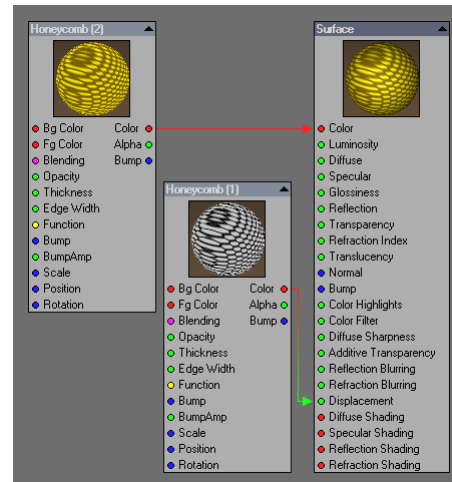 Honeycomb (2)
Bg Color Color
Fg Color Alpha
Blending Bump
Opacity
Thickness
Edge Width
Function
Bump
BumpAmp
Scale
Position
Rotation
Honeycomb (1)
Bg Color Color
Fg Color Alpha
Blending Bump
Opacity
Thickness
Edge Width
Function
Bump
BumpAmp
Scale
Position
Rotation
Surface
Color
Luminosity
Diffuse
Specular
Glossiness
Reflection
Transparency
Refraction Index
Translucency
Normal
Bump
Color Highlights
Color Filter
Diffuse Sharpness
Additive Transparency
Reflection Blurring
Refraction Blurring
Displacement
Diffuse Shading
Specular Shading
Reflection Shading
Refraction Shading